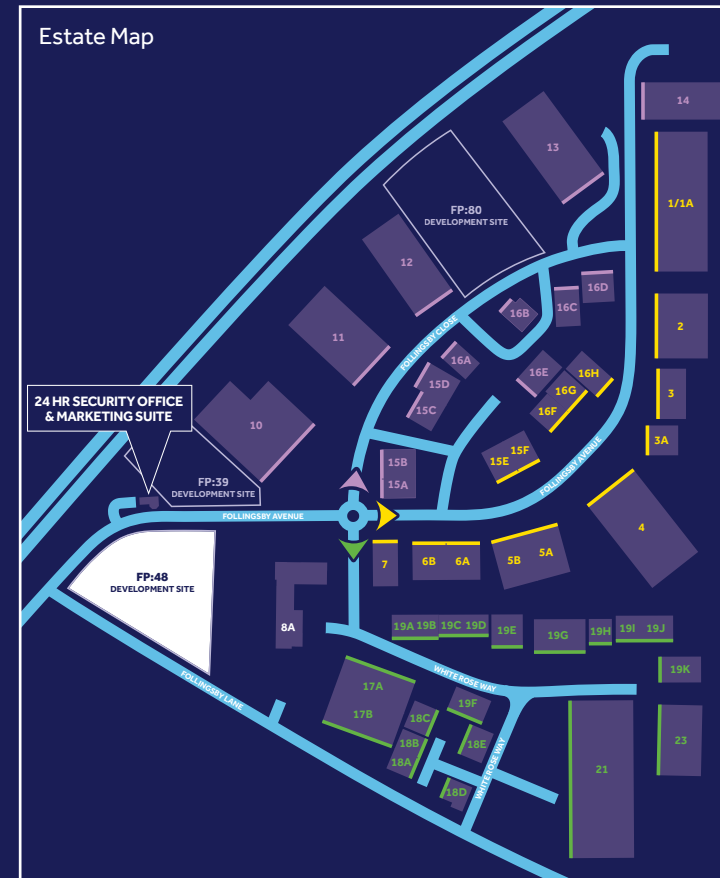 Estate Map
14
13
1/1A
FP:80
DEVELOPMENT SITE
12
16D
16C
16B
2
11
FOLLINGSBY CLOSE
16A
16E
16H
16G
16F
15D
15C
3
3A
24 HR SECURITY OFFICE
& MARKETING SUITE
10
15F
15E
FOLLINGSBY AVENUE
15B
15A
FP:39
DEVELOPMENT SITE
FOLLINGSBY AVENUE
4
7
6B
6A
5B
5A
FP:48
DEVELOPMENT SITE
8A
19A
19B
19C
19D
19E
19G
19H
19I
19J
19K
WHITE ROSE WAY
17A
17B
FOLLINGSBY LANE
19F
18C
18B
18A
18E
18D
WHITE ROSE WAY
21
23